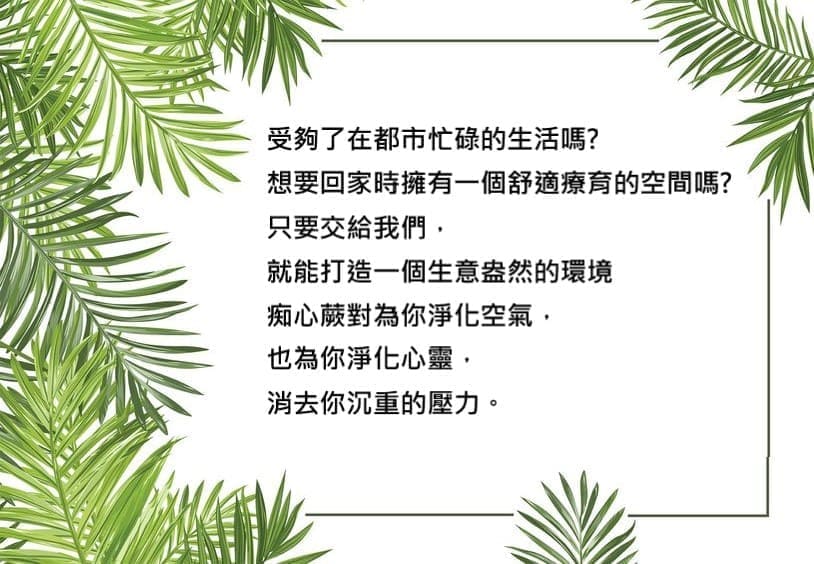 受夠了在都市忙碌的生活嗎?
想要回家時擁有一個舒適療育的空間嗎?
只要交給我們，
就能打造一個生意盎然的環境
痴心蕨對為你淨化空氣，
也為你淨化心靈，
消去你沉重的壓力。